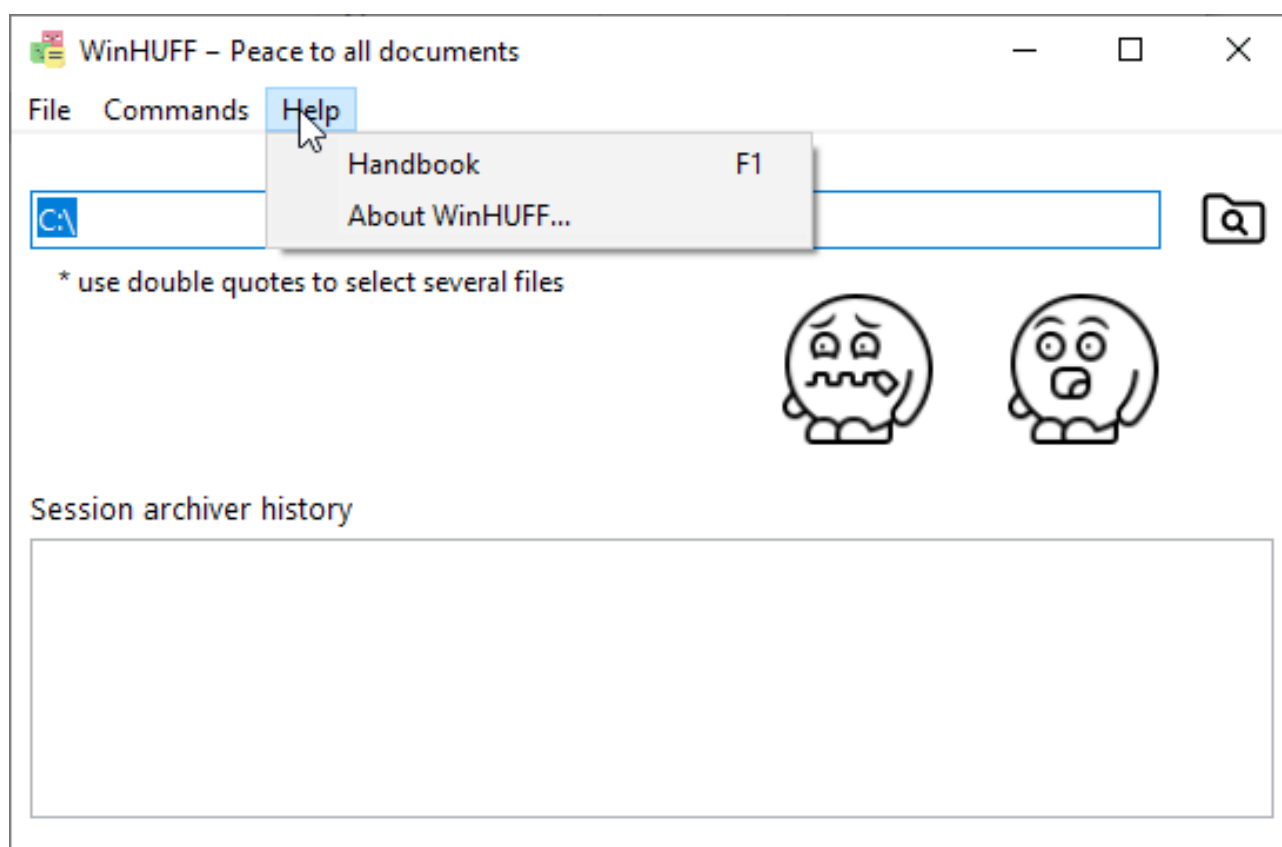 WinHUFF – Peace to all documents
File Commands Help
Handbook F1
About WinHUFF...
C:\
* use double quotes to select several files
Session archiver history